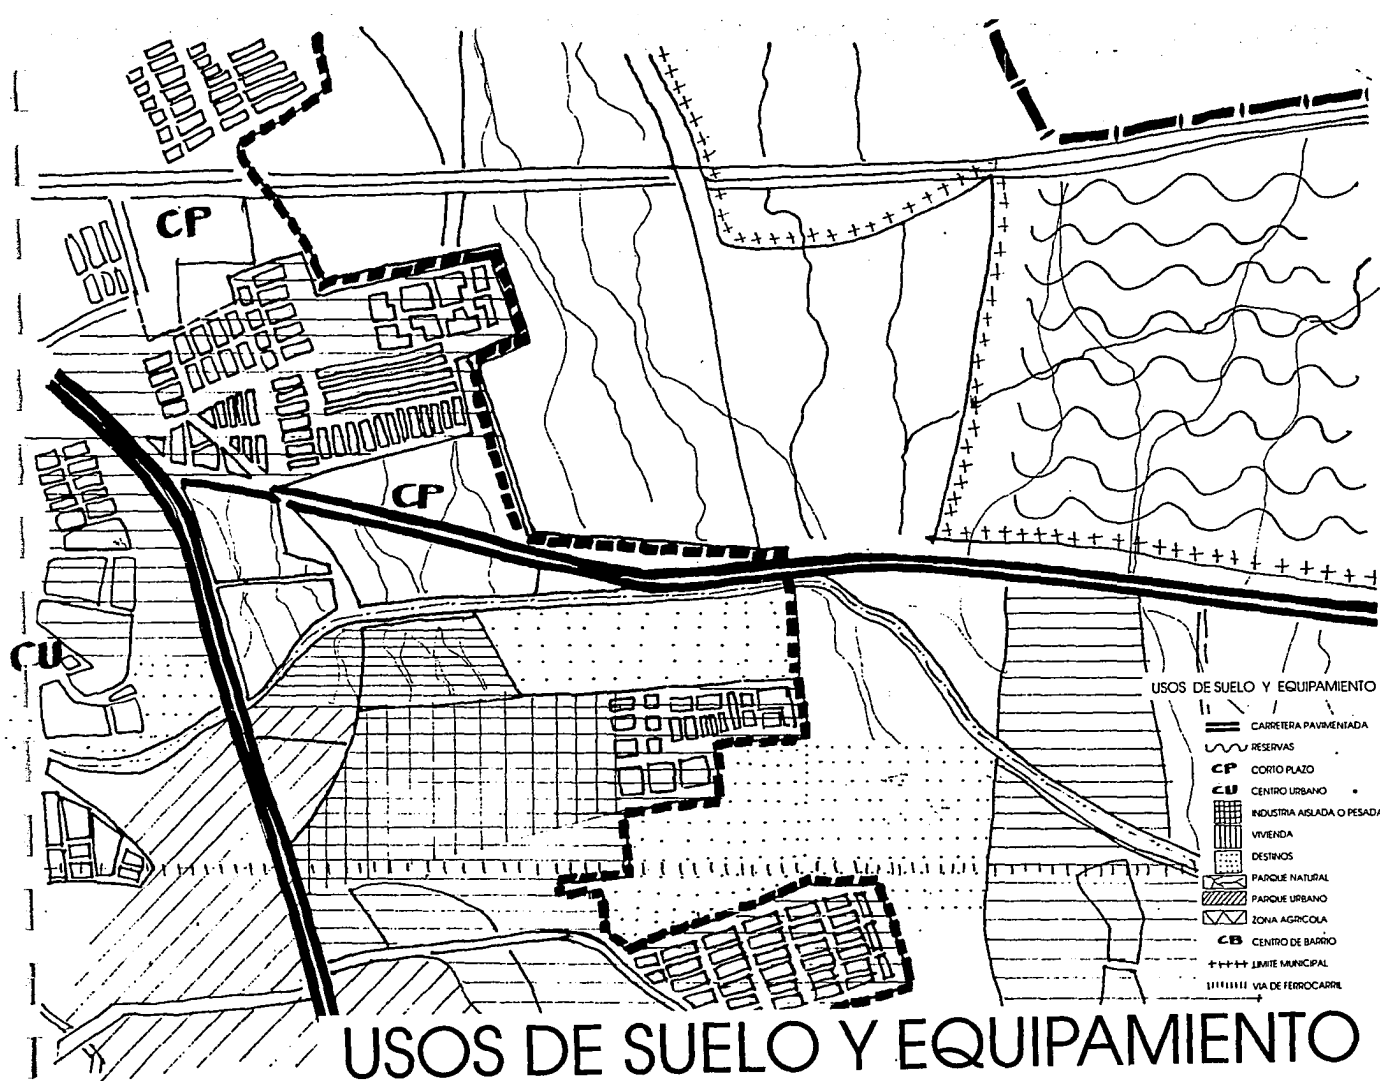 CP
CP
CU
USOS DE SUELO Y EQUIPAMIENTO
CARRETERA PAVIMENTADA
RESERVAS
CP CORTO PLAZO
CU CENTRO URBANO
INDUSTRIA AISLADA O PESADA
VIVIENDA
DESTINOS
PARQUE NATURAL
PARQUE URBANO
ZONA AGRICOLA
CB CENTRO DE BARRIO
LIMITE MUNICIPAL
VIA DE FERROCARRIL
USOS DE SUELO Y EQUIPAMIENTO